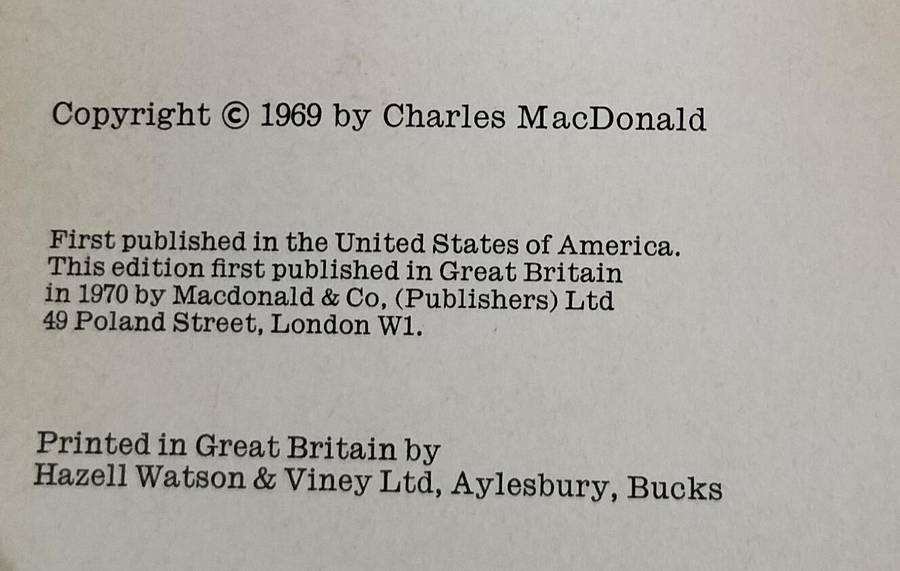 Copyright © 1969 by Charles MacDonald
First published in the United States of America.
This edition first published in Great Britain
in 1970 by Macdonald & Co, (Publishers) Ltd
49 Poland Street, London W1.
Printed in Great Britain by
Hazell Watson & Viney Ltd, Aylesbury, Bucks